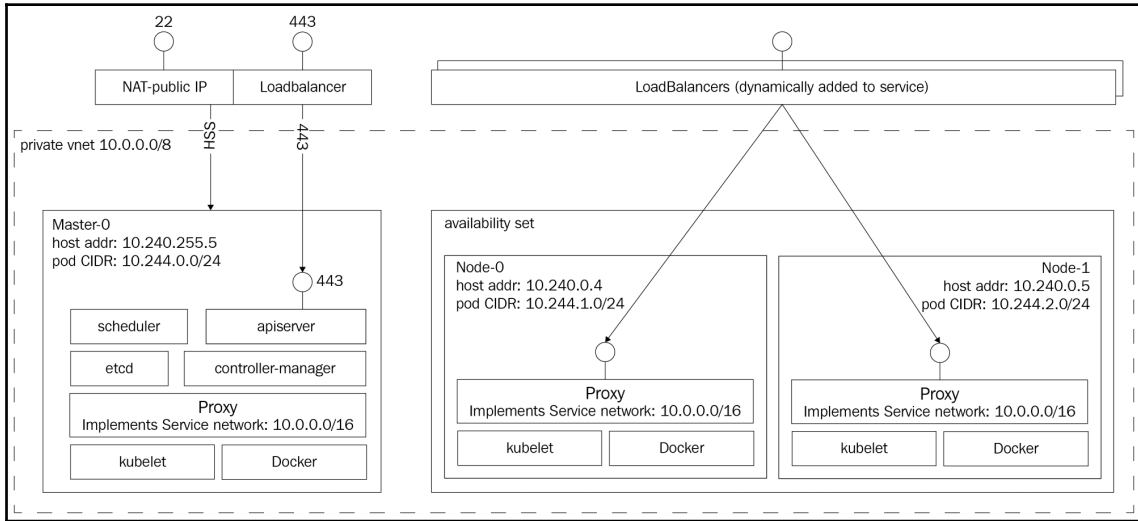 22
443
NAT-public IP
Loadbalancer
LoadBalancers (dynamically added to service)
SSH
443
private vnet 10.0.0.0/8
Master-0
host addr: 10.240.255.5
pod CIDR: 10.244.0.0/24
443
scheduler
apiserver
etcd
controller-manager
Proxy
Implements Service network: 10.0.0.0/16
kubelet
Docker
availability set
Node-0
host addr: 10.240.0.4
pod CIDR: 10.244.1.0/24
Proxy
Implements Service network: 10.0.0.0/16
kubelet
Docker
Node-1
host addr: 10.240.0.5
pod CIDR: 10.244.2.0/24
Proxy
Implements Service network: 10.0.0.0/16
kubelet
Docker